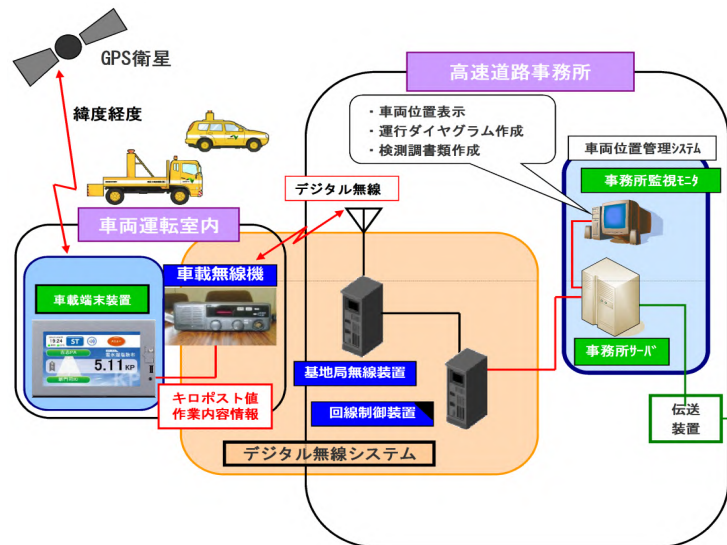 GPS衛星
緯度経度
高速道路事務所
・車両位置表示
・運行ダイヤグラム作成
・検測調書類作成
車両位置管理システム
事務所監視モニタ
デジタル無線
車両運転室内
車載無線機
車載端末装置
19:24
ST
5.11 KP
基地局無線装置
事務所サーバ
キロポスト値
作業内容情報
回線制御装置
伝送
装置
デジタル無線システム